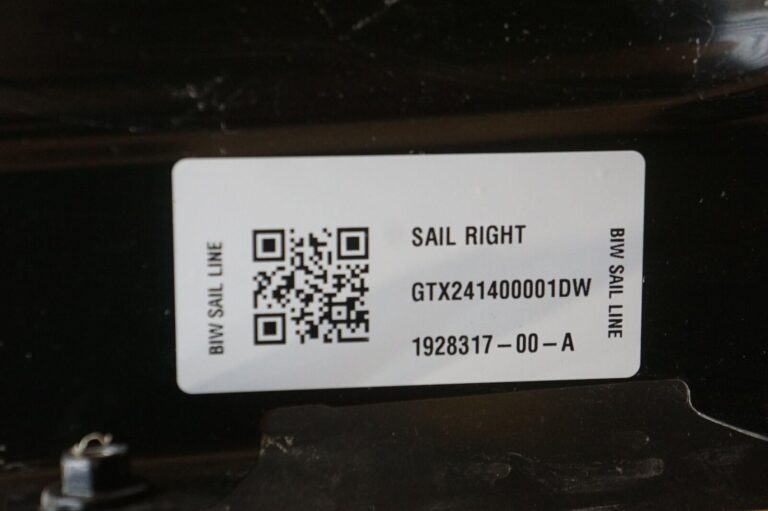 BIW SAIL LINE
SAIL RIGHT
GTX241400001DW
1928317-00-A
BIW SAIL LINE